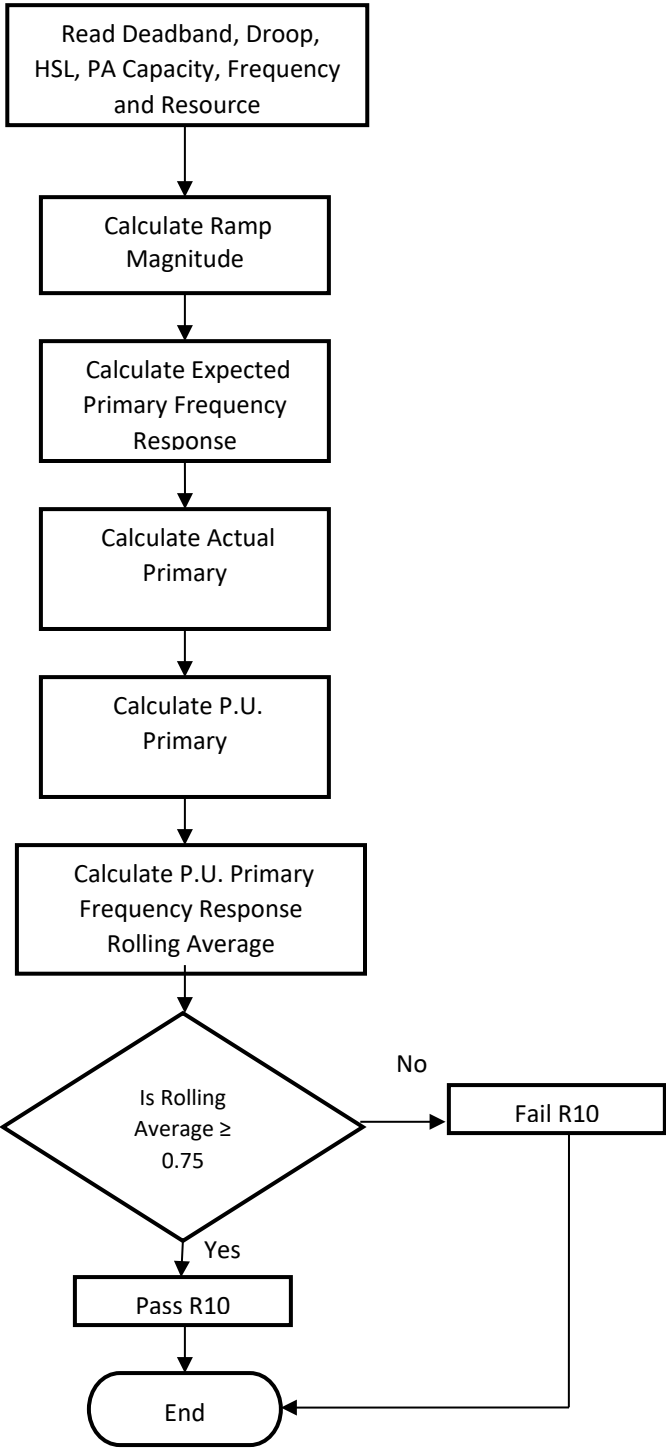 Read Deadband, Droop,
HSL, PA Capacity, Frequency
and Resource
Calculate Ramp
Magnitude
Calculate Expected
Primary Frequency
Response
Calculate Actual
Primary
Calculate P.U.
Primary
Calculate P.U. Primary
Frequency Response
Rolling Average
Is Rolling
Average ≥
0.75
No
Fail R10
Yes
Pass R10
End